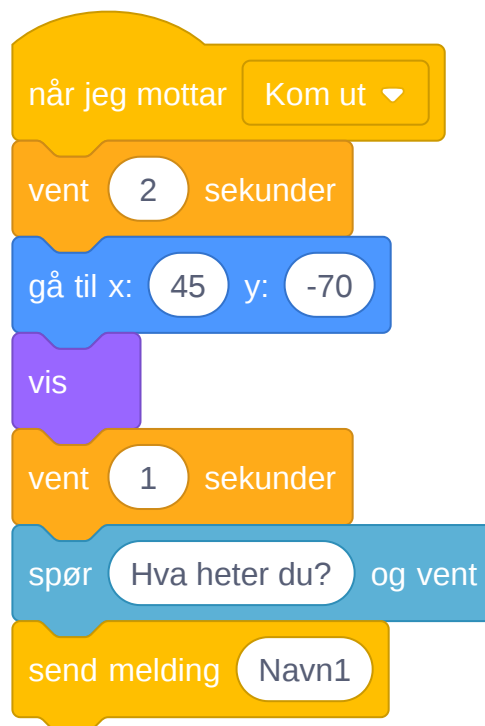 når jeg mottar Kom ut
vent 2 sekunder
gå til x: 45 y: -70
vis
vent 1 sekunder
spør Hva heter du? og vent
send melding Navn1